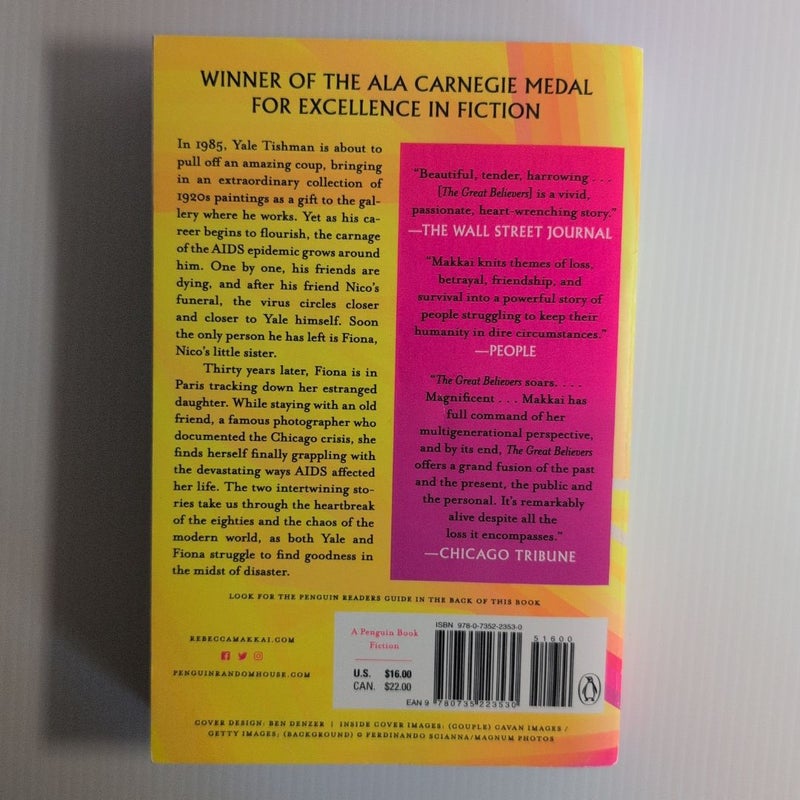 WINNER OF THE ALA CARNEGIE MEDAL
FOR EXCELLENCE IN FICTION
In 1985, Yale Tishman is about to
pull off an amazing coup, bringing
in an extraordinary collection of
1920s paintings as a gift to the gal-
lery where he works. Yet as his ca-
reer begins to flourish, the carnage
of the AIDS epidemic grows around
him. One by one, his friends are
dying, and after his friend Nico's
funeral, the virus circles closer
and closer to Yale himself. Soon
the only person he has left is Fiona,
Nico's little sister.
Thirty years later, Fiona is in
Paris tracking down her estranged
daughter. While staying with an old
friend, a famous photographer who
documented the Chicago crisis, she
finds herself finally grappling with
the devastating ways AIDS affected
her life. The two intertwining sto-
ries take us through the heartbreak
of the eighties and the chaos of the
modern world, as both Yale and
Fiona struggle to find goodness in
the midst of disaster.
"Beautiful, tender, harrowing . . .
[The Great Believers] is a vivid,
passionate, heart-wrenching story."
—THE WALL STREET JOURNAL
"Makkai knits themes of loss,
betrayal, friendship, and
survival into a powerful story of
people struggling to keep their
humanity in dire circumstances."
—PEOPLE
"The Great Believers soars. . . .
Magnificent . . . Makkai has
full command of her
multigenerational perspective,
and by its end, The Great Believers
offers a grand fusion of the past
and the present, the public and
the personal. It's remarkably
alive despite all the
loss it encompasses."
—CHICAGO TRIBUNE
LOOK FOR THE PENGUIN READERS GUIDE IN THE BACK OF THIS BOOK
REBECCAMAKKAI.COM
PENGUINRANDOMHOUSE.COM
A Penguin Book
Fiction
U.S. $16.00
CAN. $22.00
ISBN 978-0-7352-2353-0
51600
EAN 9 780735 223530
COVER DESIGN: BEN DENZER | INSIDE COVER IMAGES: (COUPLE) CAVAN IMAGES /
GETTY IMAGES; (BACKGROUND) © FERDINANDO SCIANNA/MAGNUM PHOTOS